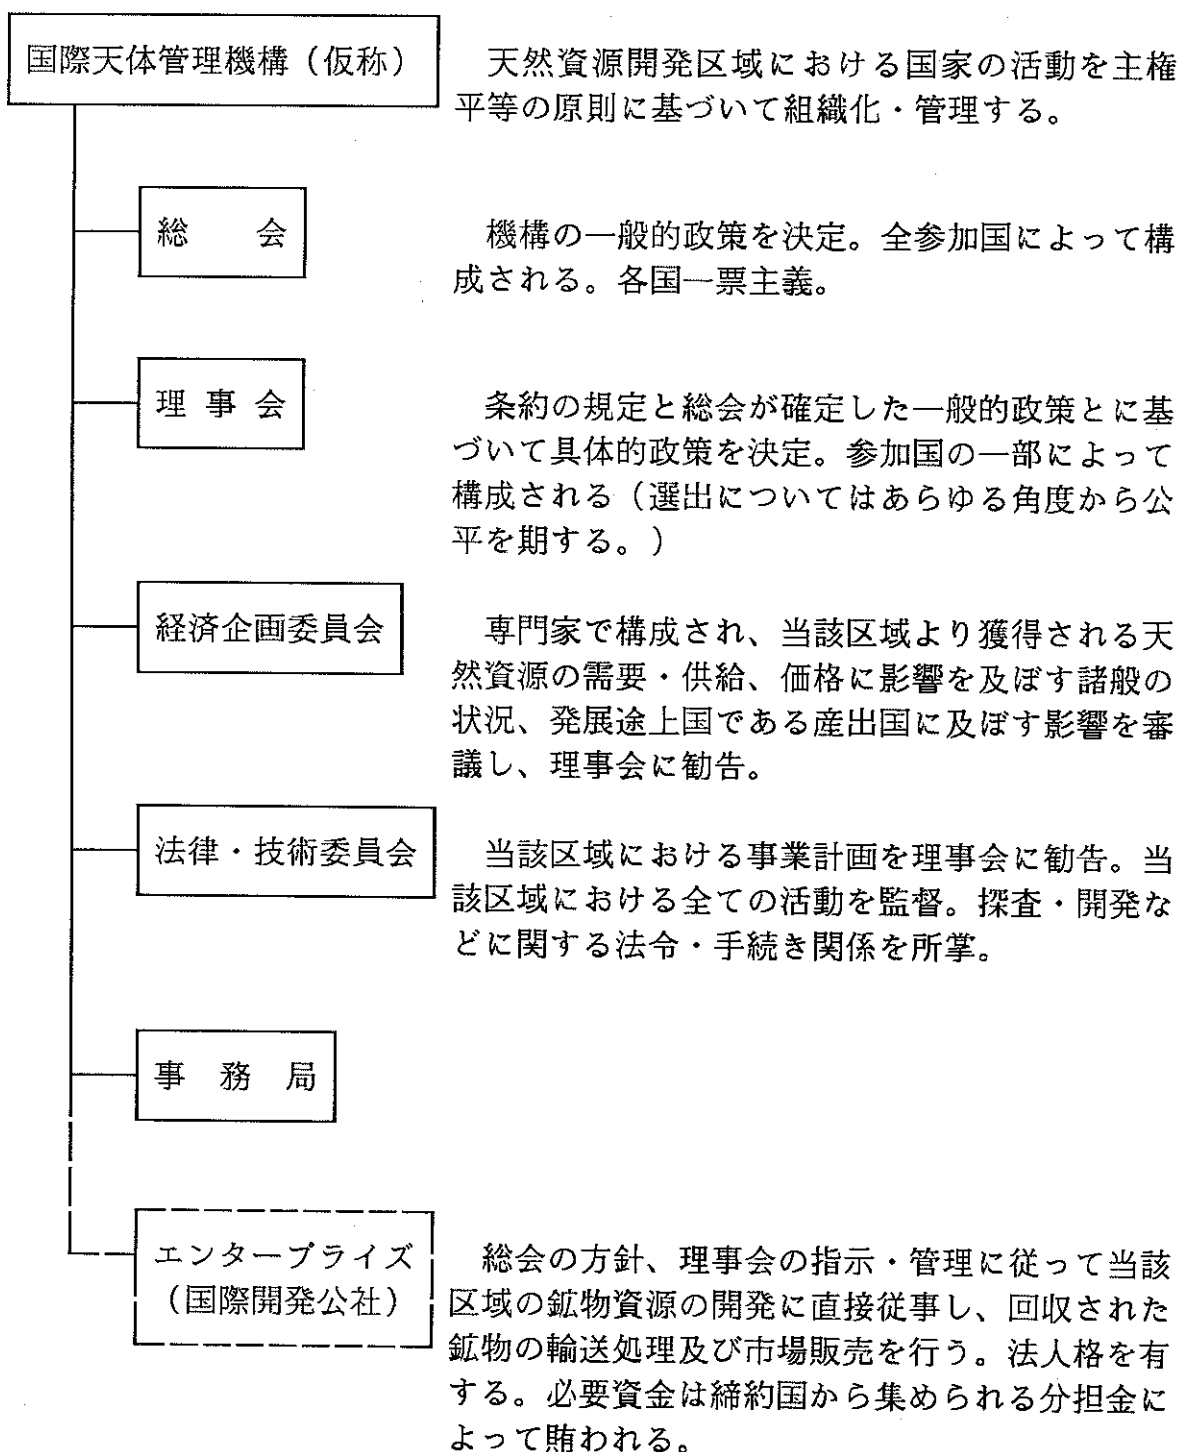 国際天体管理機構（仮称）
天然資源開発区域における国家の活動を主権
平等の原則に基づいて組織化・管理する。
総　会
機構の一般的政策を決定。全参加国によって構
成される。各国一票主義。
理事会
条約の規定と総会が確定した一般的政策とに基
づいて具体的政策を決定。参加国の一部によって
構成される（選出についてはあらゆる角度から公
平を期する。）
経済企画委員会
専門家で構成され、当該区域より獲得される天
然資源の需要・供給、価格に影響を及ぼす諸般の
状況、発展途上国である産出国に及ぼす影響を審
議し、理事会に勧告。
法律・技術委員会
当該区域における事業計画を理事会に勧告。当
該区域における全ての活動を監督。探査・開発な
どに関する法令・手続き関係を所掌。
事　務　局
エンタープライズ
（国際開発公社）
総会の方針、理事会の指示・管理に従って当該
区域の鉱物資源の開発に直接従事し、回収された
鉱物の輸送処理及び市場販売を行う。法人格を有
する。必要資金は締約国から集められる分担金に
よって賄われる。